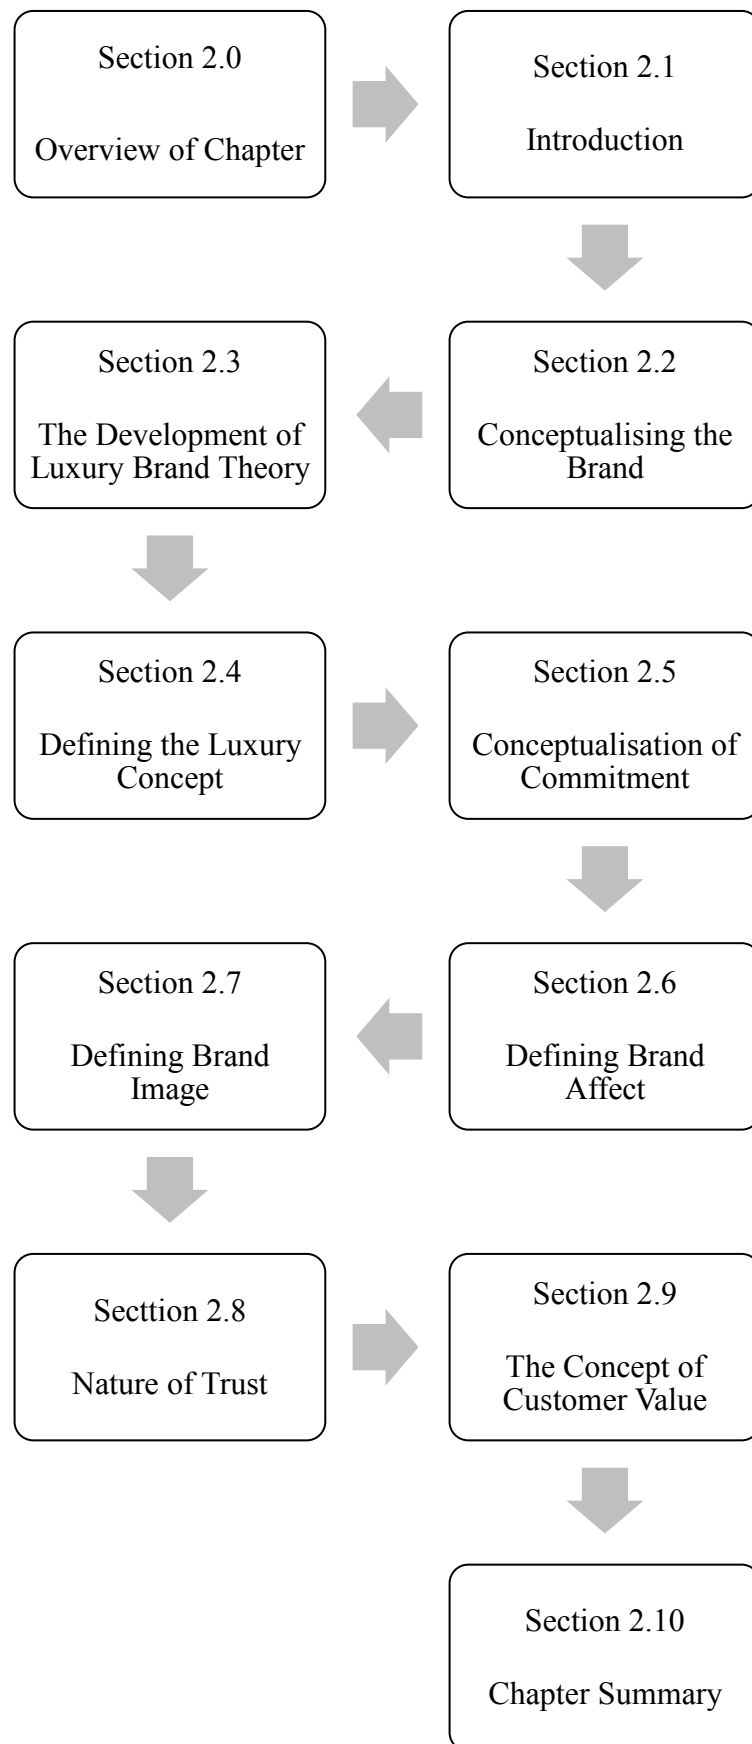 Section 2.0
Overview of Chapter
Section 2.1
Introduction
Section 2.2
Conceptualising the
Brand
Section 2.3
The Development of
Luxury Brand Theory
Section 2.4
Defining the Luxury
Concept
Section 2.5
Conceptualisation of
Commitment
Section 2.6
Defining Brand
Affect
Section 2.7
Defining Brand
Image
Secttion 2.8
Nature of Trust
Section 2.9
The Concept of
Customer Value
Section 2.10
Chapter Summary